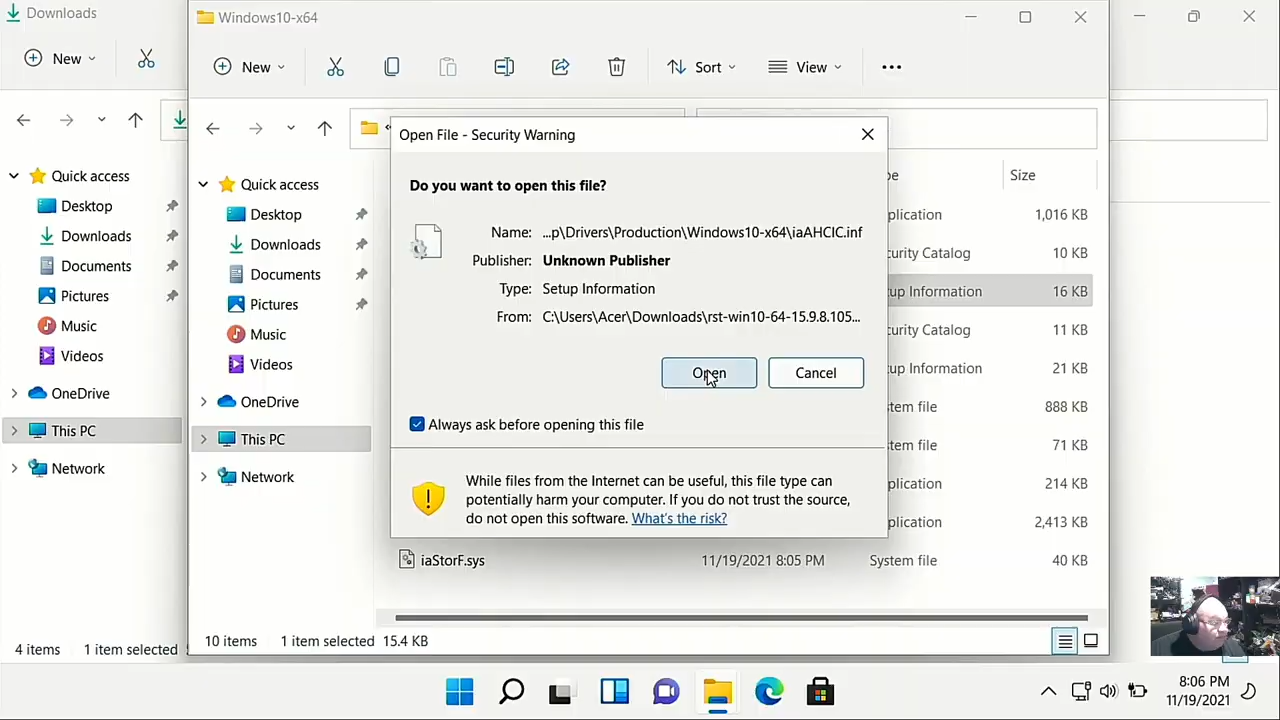 Downloads
Windows10-x64
New
New
Sort
View
Quick access
Desktop
Downloads
Documents
Pictures
Music
Videos
OneDrive
This PC
Network
Quick access
Desktop
Downloads
Documents
Pictures
Music
Videos
OneDrive
This PC
Network
Open File - Security Warning
Do you want to open this file?
Name: ...p\Drivers\Production\Windows10-x64\iaAHCIC.inf
Publisher: Unknown Publisher
Type: Setup Information
From: C:\Users\Acer\Downloads\rst-win10-64-15.9.8.105...
Open Cancel
Always ask before opening this file
While files from the Internet can be useful, this file type can
potentially harm your computer. If you do not trust the source,
do not open this software. What's the risk?
pe Size
plication 1,016 KB
curity Catalog 10 KB
up Information 16 KB
curity Catalog 11 KB
up Information 21 KB
stem file 888 KB
stem file 71 KB
plication 214 KB
plication 2,413 KB
iaStorF.sys 11/19/2021 8:05 PM System file 40 KB
10 items 1 item selected 15.4 KB
4 items 1 item selected
8:06 PM
11/19/2021